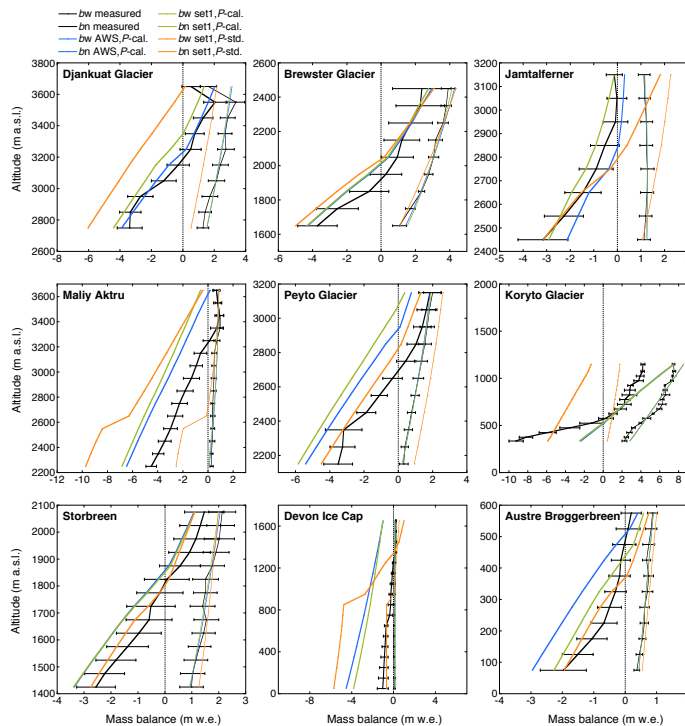 bw measured bw set1,P-cal.
bn measured bn set1,P-cal.
bw AWS,P-cal. bw set1,P-std.
bn AWS,P-cal. bn set1,P-std.
Djankuat Glacier Brewster Glacier Jamtalferner
3800 2600 3200
3600 2400 3100
3400 2200 3000
3200 2000 2900
3000 1800 2800
2800 1600 2700
2600 2600
2500
2400
Altitude (m a.s.l.)
-8 -6 -4 -2 0 2 4 -6 -4 -2 0 2 4 -5 -4 -3 -2 -1 0 1 2 3
Maliy Aktru Peyto Glacier Koryto Glacier
3600 3200 2000
3400 3000 1500
3200 2800 1000
3000 2600 500
2800 2400 0
2600 2200
2400
2200
Altitude (m a.s.l.)
-12 -10 -8 -6 -4 -2 0 2 -6 -4 -2 0 2 -10 -8 -6 -4 -2 0 2 4 6 8
Storbreen Devon Ice Cap Austre Brøggerbreen
2100 1600 600
2000 1200 500
1900 800 400
1800 400 300
1700 0 200
1600 100
1500 0
1400
Altitude (m a.s.l.)
-4 -3 -2 -1 0 1 2 3 -10 -8 -6 -4 -2 0 2 4 -4 -3 -2 -1 0 1
Mass balance (m w.e.) Mass balance (m w.e.) Mass balance (m w.e.)